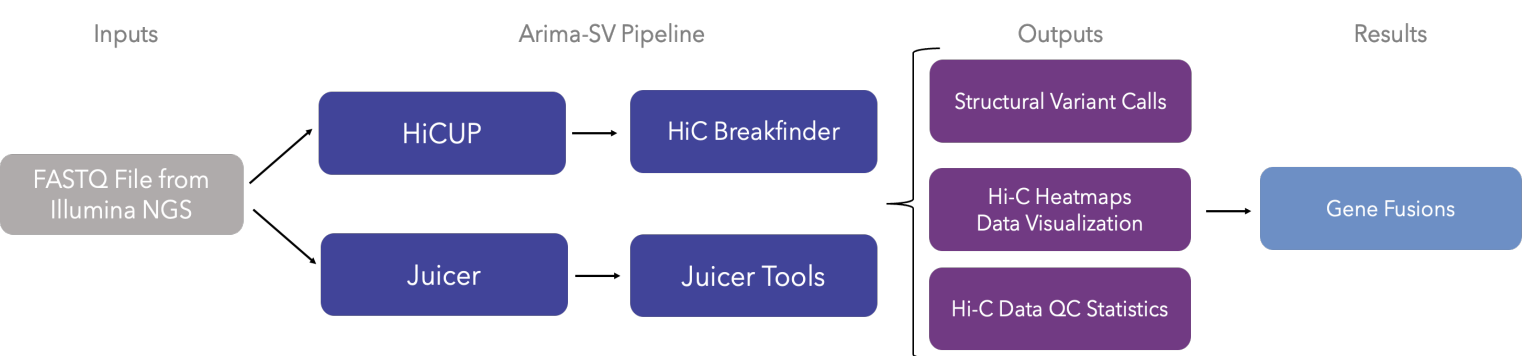 Inputs
Arima-SV Pipeline
Outputs
Results
FASTQ File from
Illumina NGS
HiCUP
HiC Breakfinder
Juicer
Juicer Tools
Structural Variant Calls
Hi-C Heatmaps
Data Visualization
Hi-C Data QC Statistics
Gene Fusions